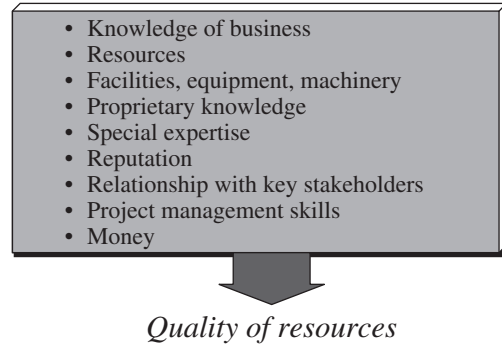 • Knowledge of business
• Resources
• Facilities, equipment, machinery
• Proprietary knowledge
• Special expertise
• Reputation
• Relationship with key stakeholders
• Project management skills
• Money
Quality of resources